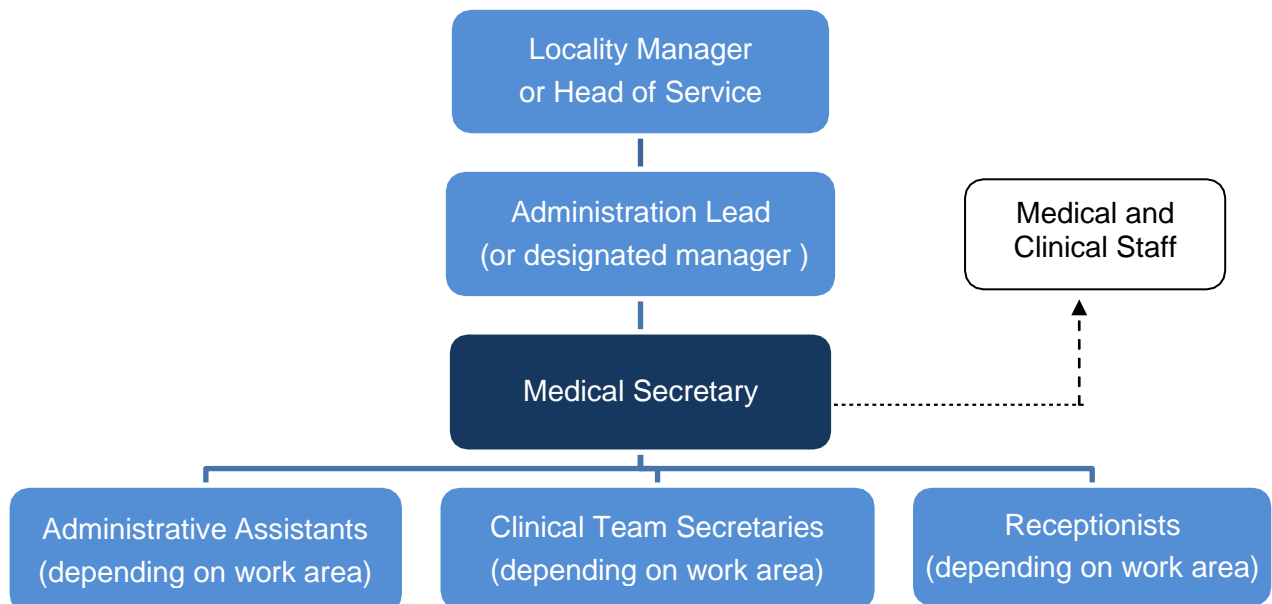 Locality Manager
or Head of Service
Administration Lead
(or designated manager )
Medical and
Clinical Staff
Medical Secretary
Administrative Assistants
(depending on work area)
Clinical Team Secretaries
(depending on work area)
Receptionists
(depending on work area)